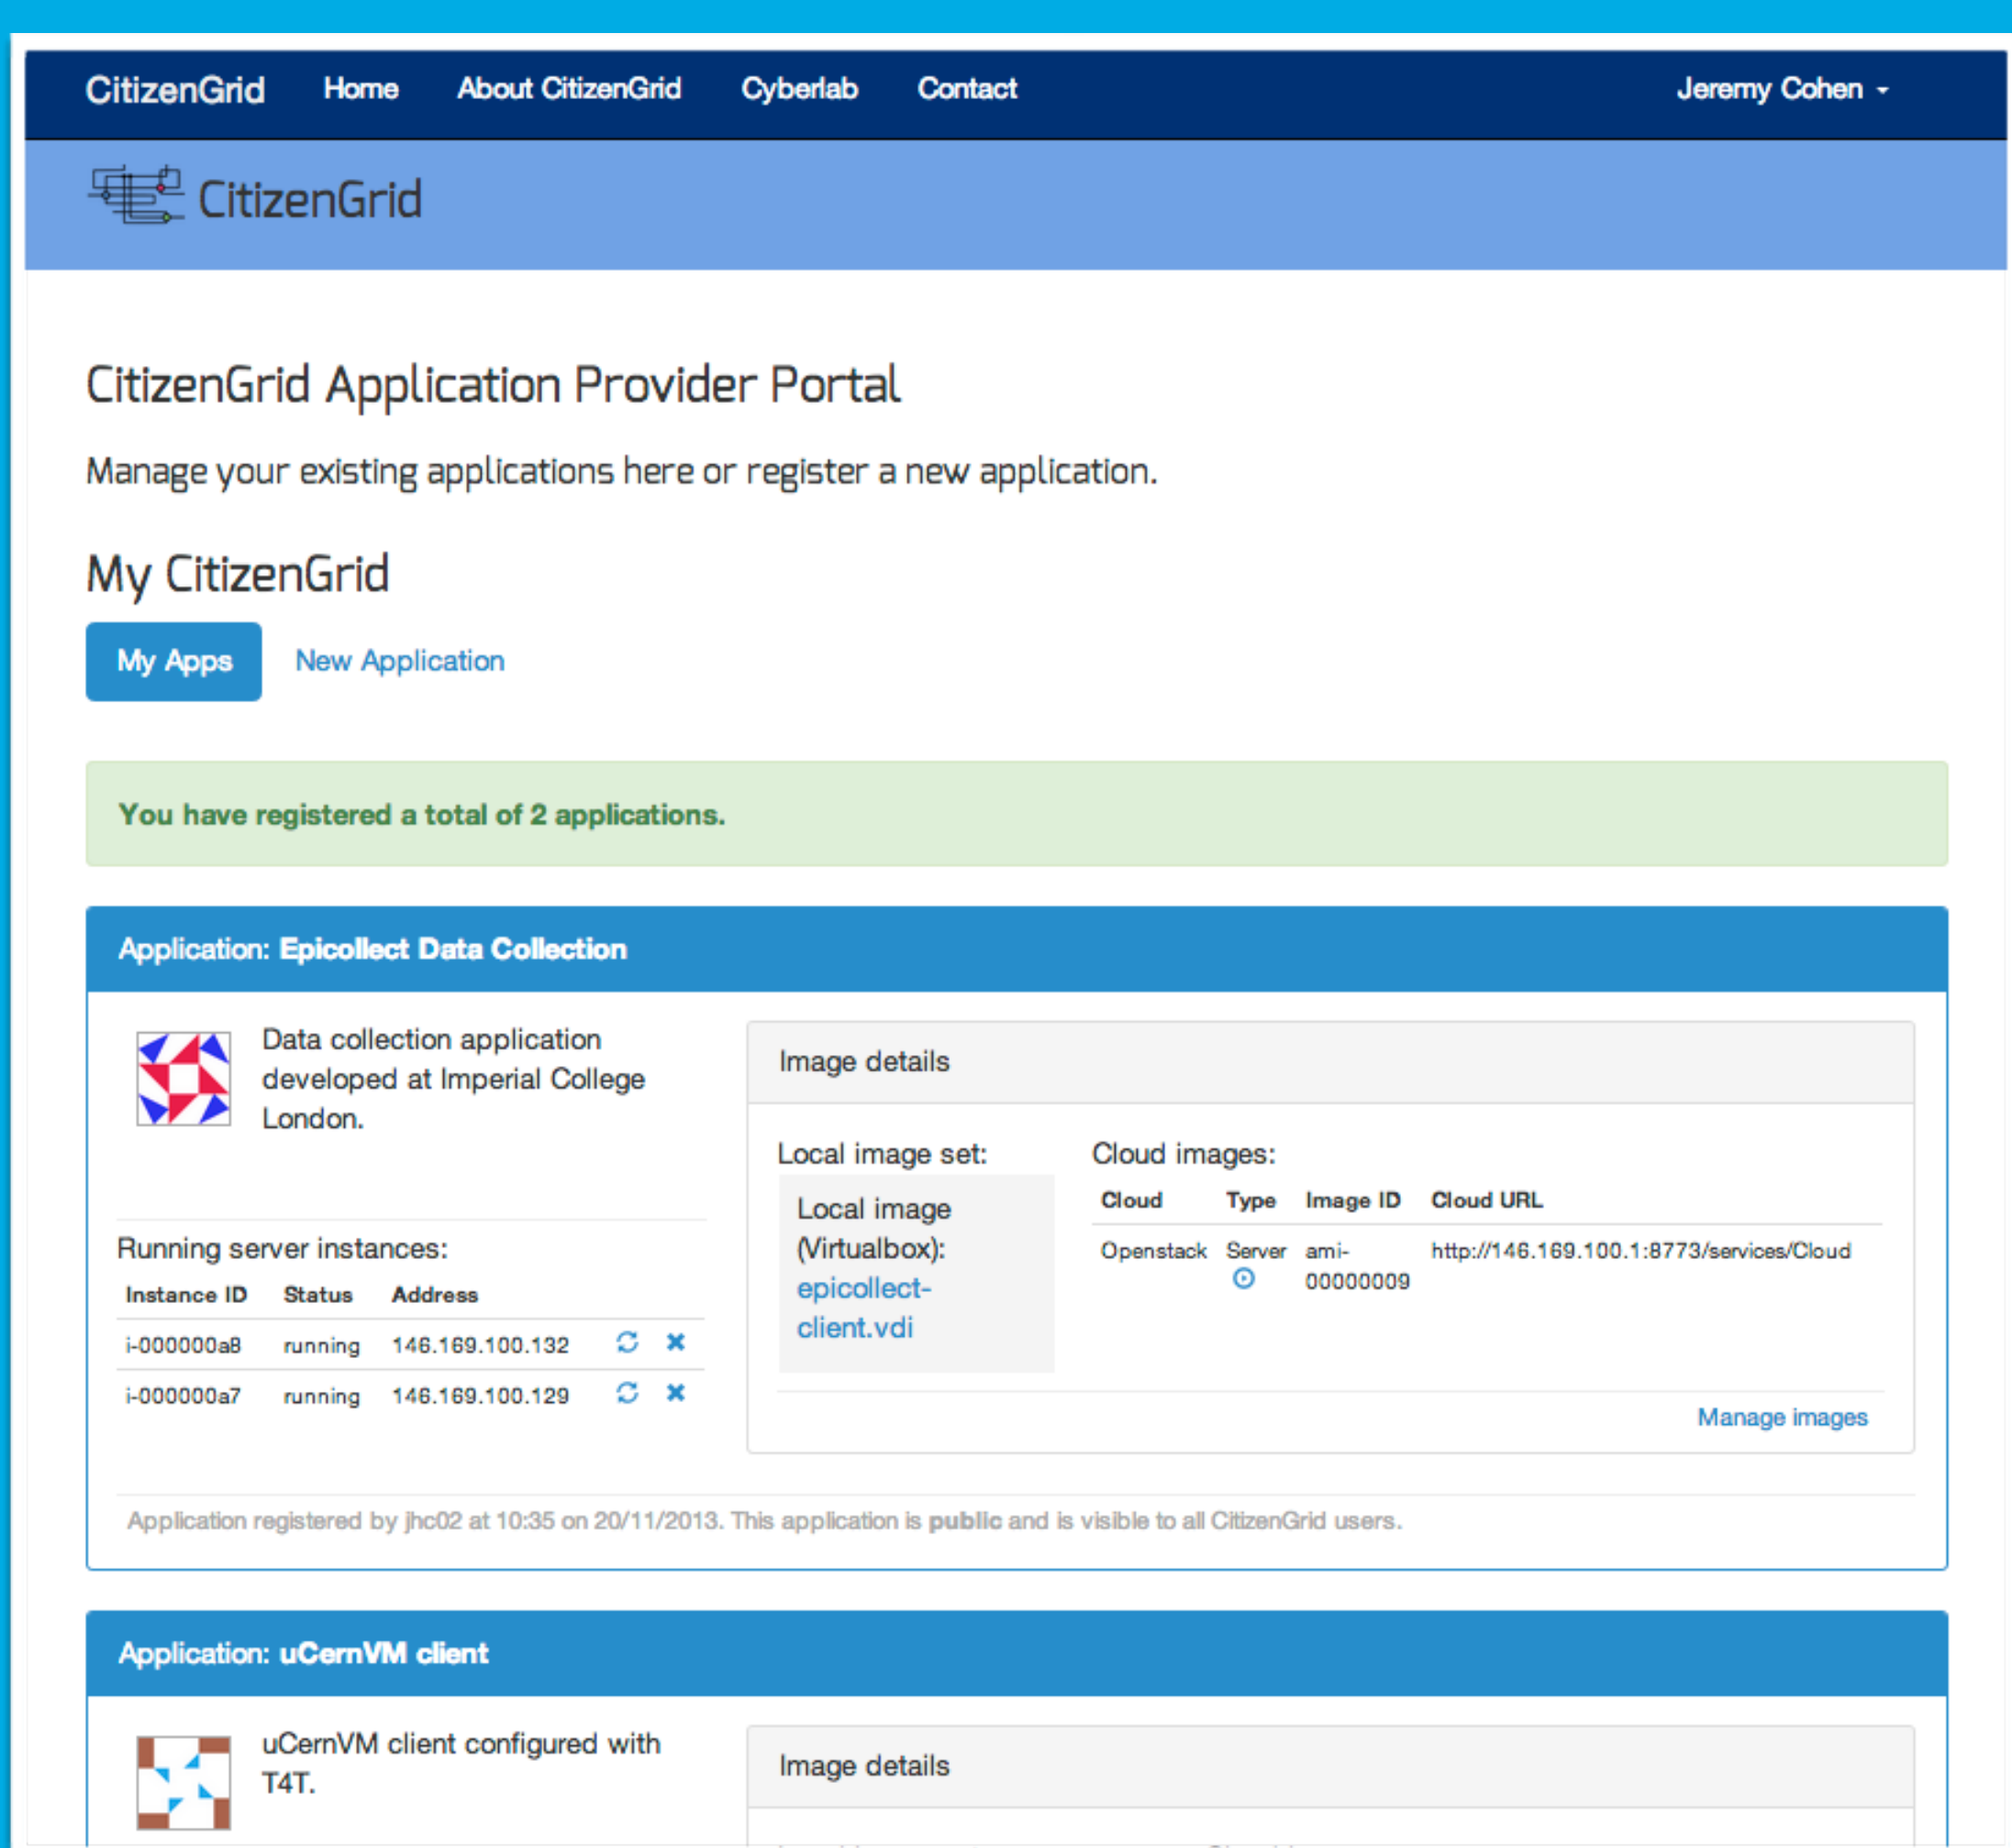 CitizenGrid Home About CitizenGrid Cyberlab Contact Jeremy Cohen
CitizenGrid
CitizenGrid Application Provider Portal
Manage your existing applications here or register a new application.
My CitizenGrid
My Apps New Application
You have registered a total of 2 applications.
Application: Epicollect Data Collection
Data collection application
developed at Imperial College
London.
Running server instances:
Instance ID Status Address
i-000000a8 running 146.169.100.132
i-000000a7 running 146.169.100.129
Image details
Local image set:
Local image
(Virtualbox):
epicollect-
client.vdi
Cloud images:
Cloud Type Image ID Cloud URL
Openstack Server ami- http://146.169.100.1:8773/services/Cloud
00000009
Manage images
Application registered by jhc02 at 10:35 on 20/11/2013. This application is public and is visible to all CitizenGrid users.
Application: uCernVM client
uCernVM client configured with
T4T.
Image details